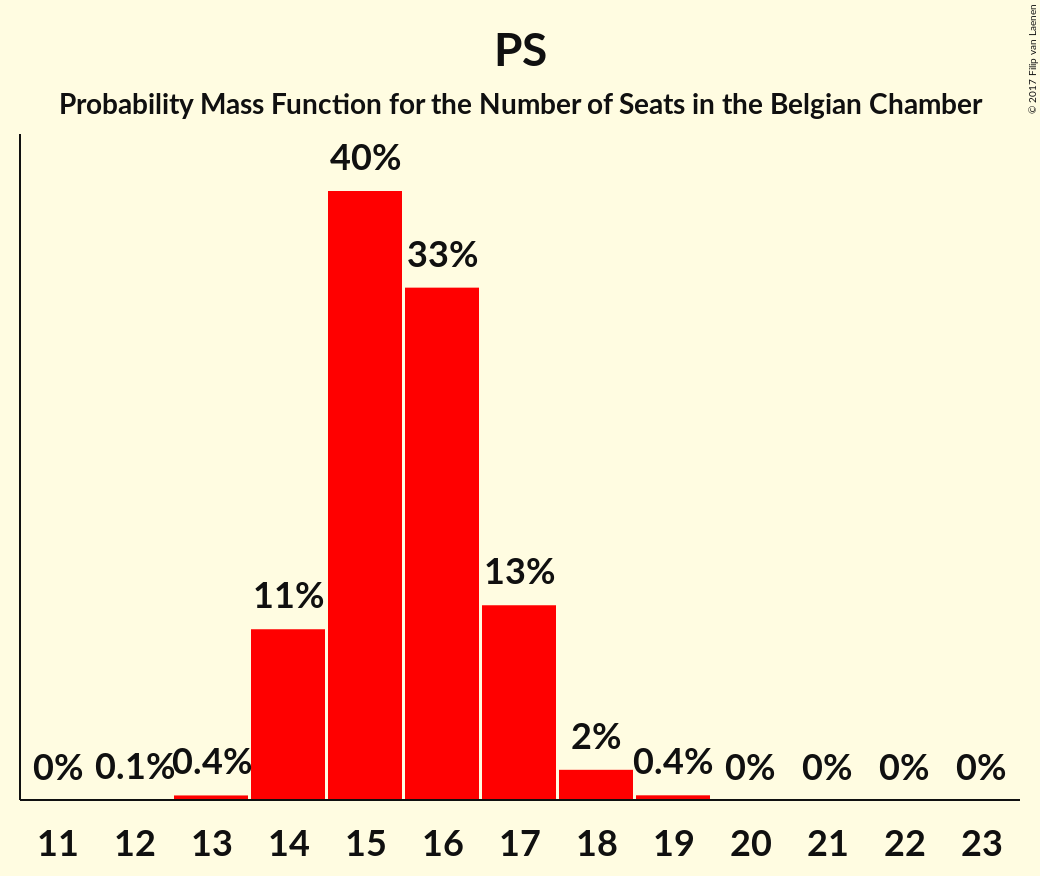 PS
Probability Mass Function for the Number of Seats in the Belgian Chamber
© 2017 Filip van Laenen
40%
33%
13%
11%
2%
0% 0.1% 0.4% 0.4% 0% 0% 0% 0%
11 12 13 14 15 16 17 18 19 20 21 22 23